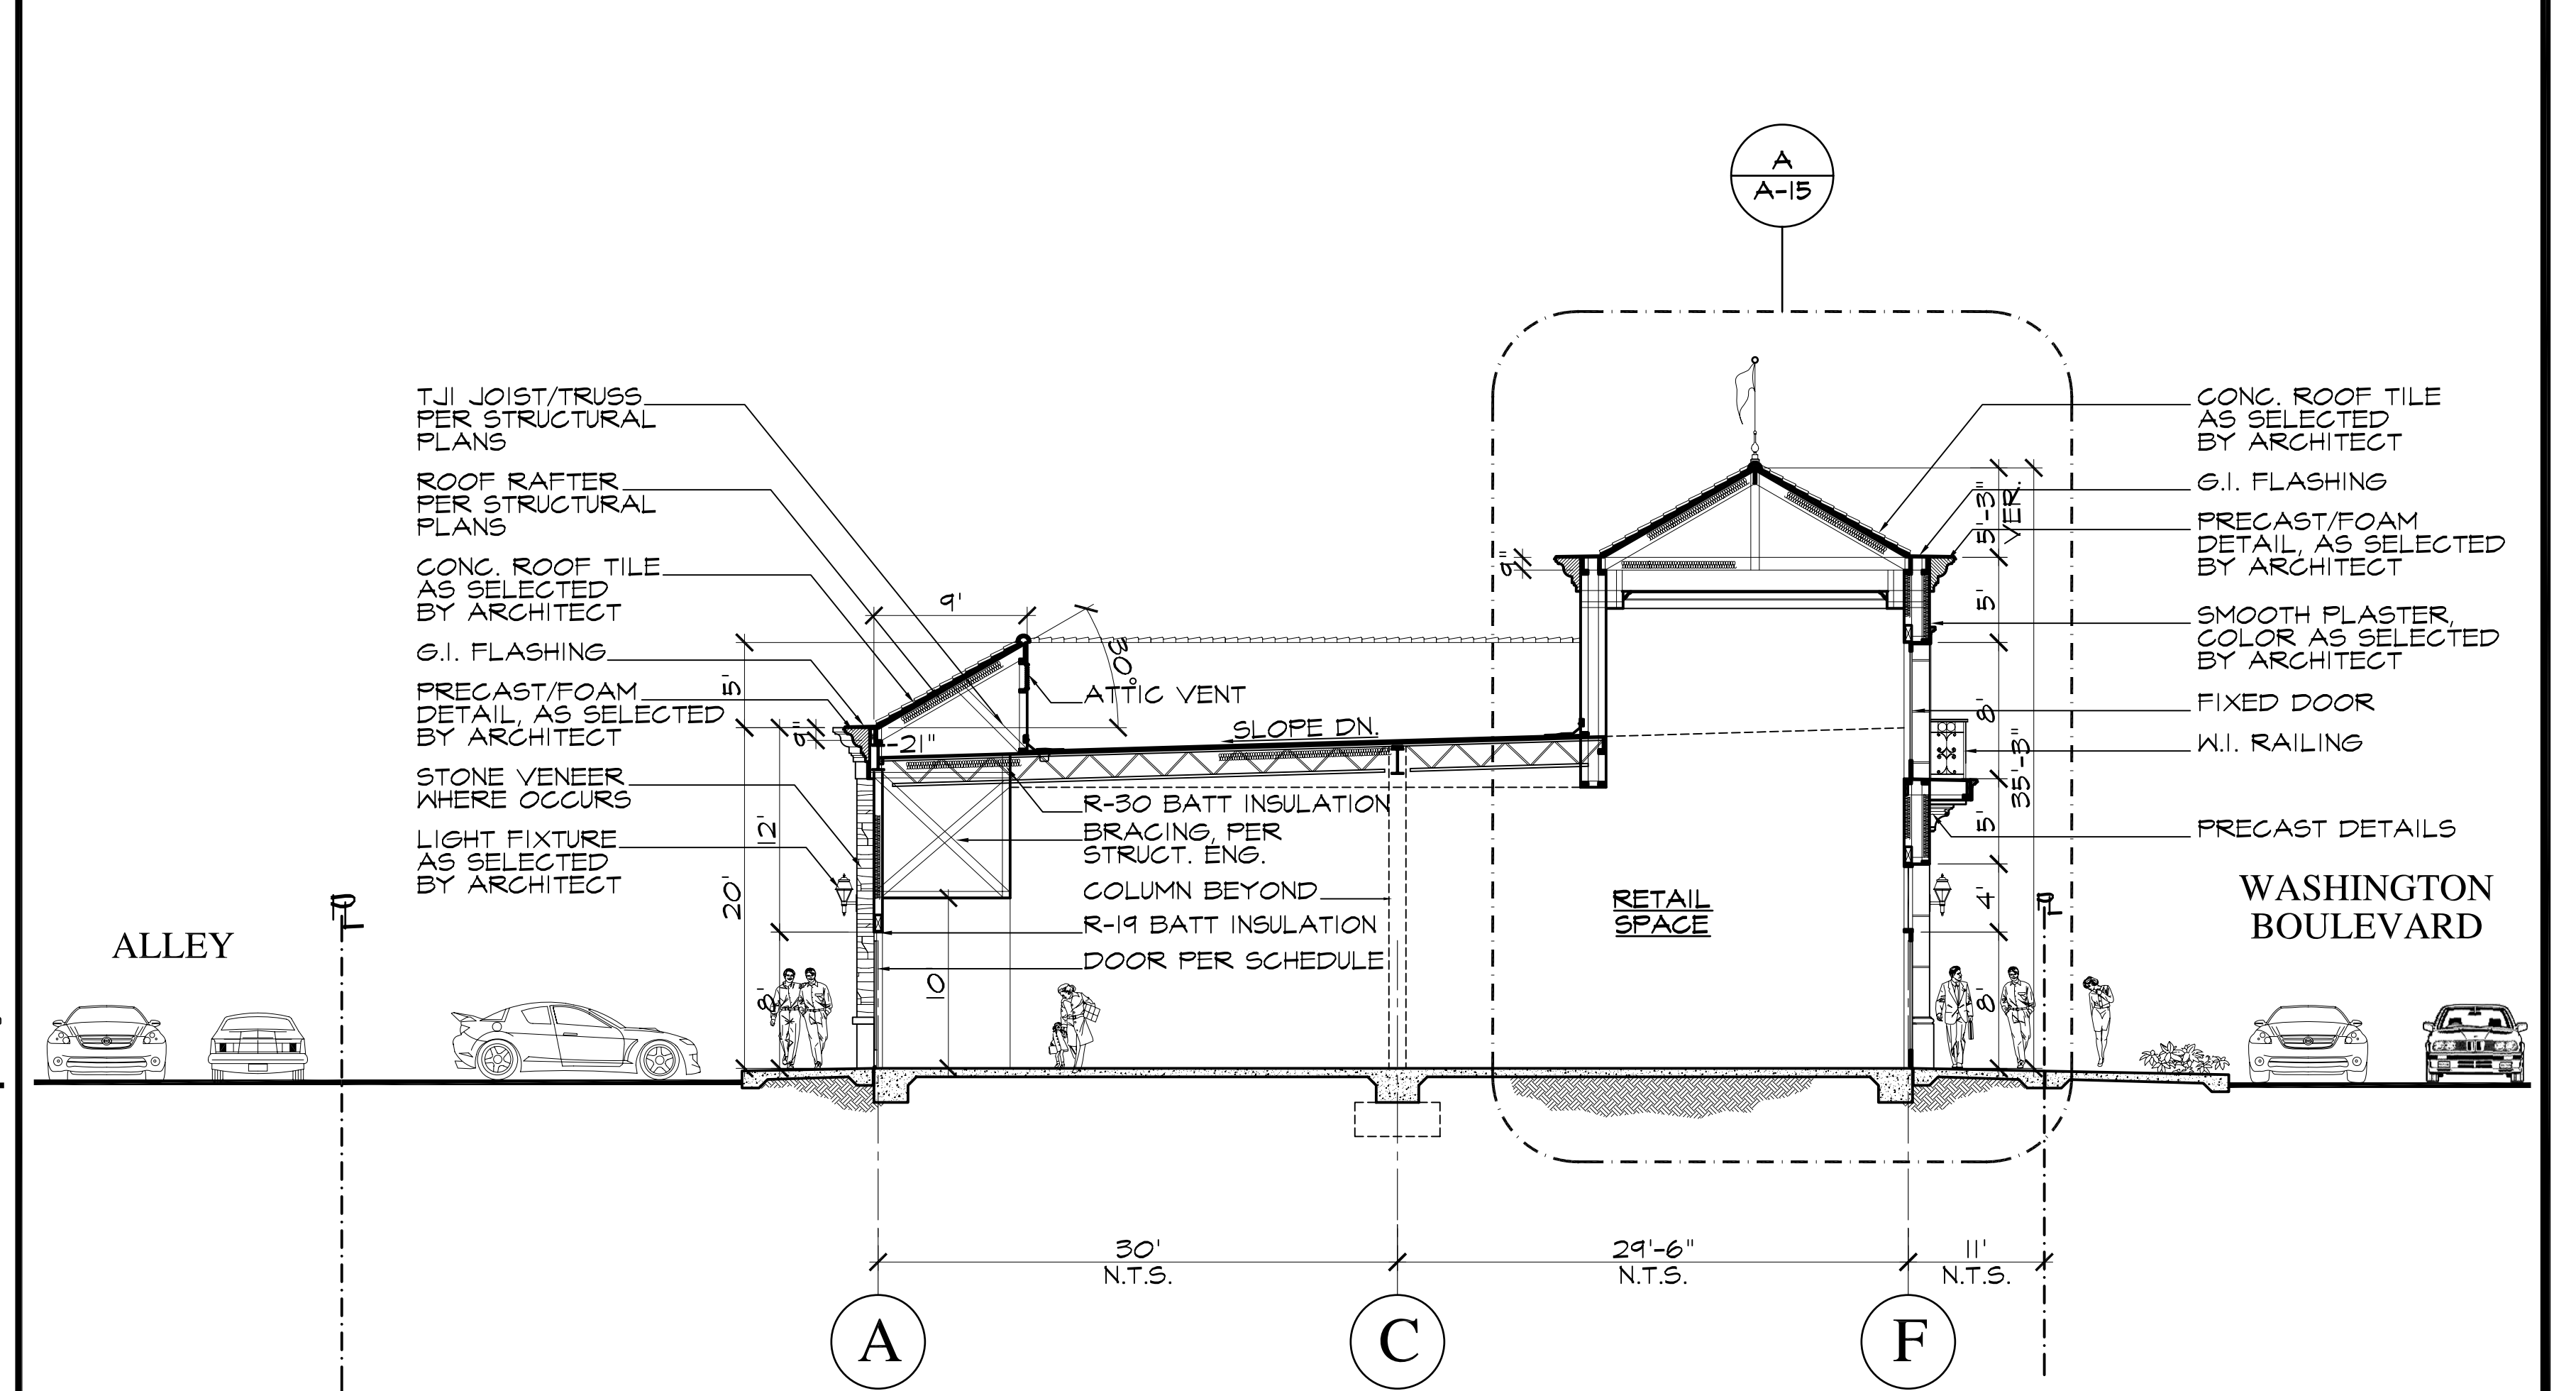 A
A-15
TJI JOIST/TRUSS
PER STRUCTURAL
PLANS
ROOF RAFTER
PER STRUCTURAL
PLANS
CONC. ROOF TILE
AS SELECTED
BY ARCHITECT
G.I. FLASHING
PRECAST/FOAM
DETAIL, AS SELECTED
BY ARCHITECT
STONE VENEER
WHERE OCCURS
LIGHT FIXTURE
AS SELECTED
BY ARCHITECT
ALLEY
PL
5'
20'
12'
8'
9"
9'
30°
21"
10
ATTIC VENT
SLOPE DN.
R-30 BATT INSULATION
BRACING, PER
STRUCT. ENG.
COLUMN BEYOND
R-19 BATT INSULATION
DOOR PER SCHEDULE
RETAIL
SPACE
9"
5'-3"
VER.
5'
8'
35'-3"
5'
4'
8'
CONC. ROOF TILE
AS SELECTED
BY ARCHITECT
G.I. FLASHING
PRECAST/FOAM
DETAIL, AS SELECTED
BY ARCHITECT
SMOOTH PLASTER,
COLOR AS SELECTED
BY ARCHITECT
FIXED DOOR
W.I. RAILING
PRECAST DETAILS
WASHINGTON
BOULEVARD
PL
30'
N.T.S.
29'-6"
N.T.S.
11'
N.T.S.
A
C
F